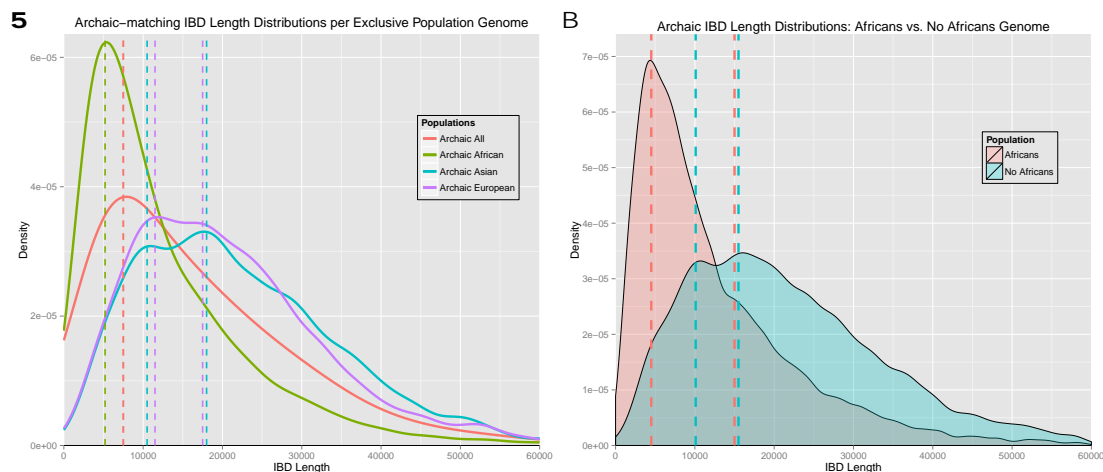 5
Archaic−matching IBD Length Distributions per Exclusive Population Genome
6e−05
4e−05
2e−05
0e+00
Density
Populations
Archaic All
Archaic African
Archaic Asian
Archaic European
0
10000
20000
30000
40000
50000
60000
IBD Length
B
Archaic IBD Length Distributions: Africans vs. No Africans Genome
7e−05
6e−05
5e−05
4e−05
3e−05
2e−05
1e−05
0e+00
Density
Population
Africans
No Africans
0
10000
20000
30000
40000
50000
60000
IBD Length